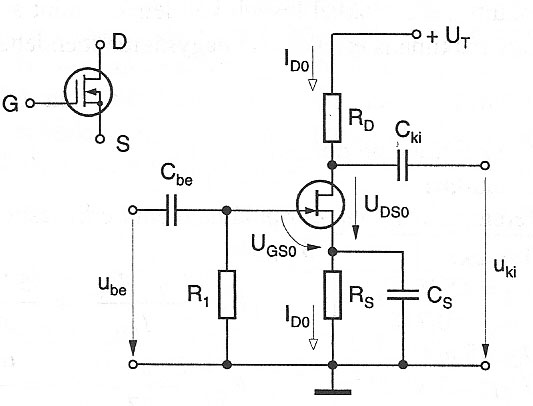 D
+ U_T
I_D0
G
R_D
C_ki
S
C_be
U_DS0
U_GS0
u_be
R_1
I_D0
R_S
C_S
u_ki